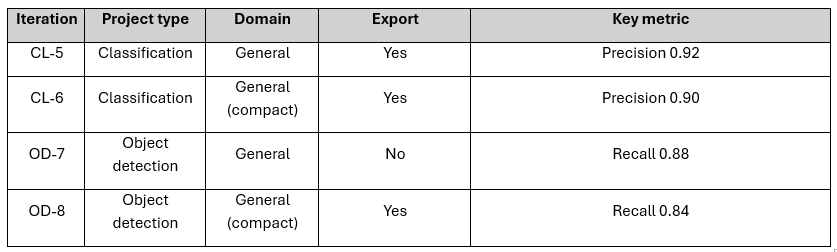 Iteration Project type Domain Export Key metric
CL-5 Classification General Yes Precision 0.92
CL-6 Classification General (compact) Yes Precision 0.90
OD-7 Object detection General No Recall 0.88
OD-8 Object detection General (compact) Yes Recall 0.84